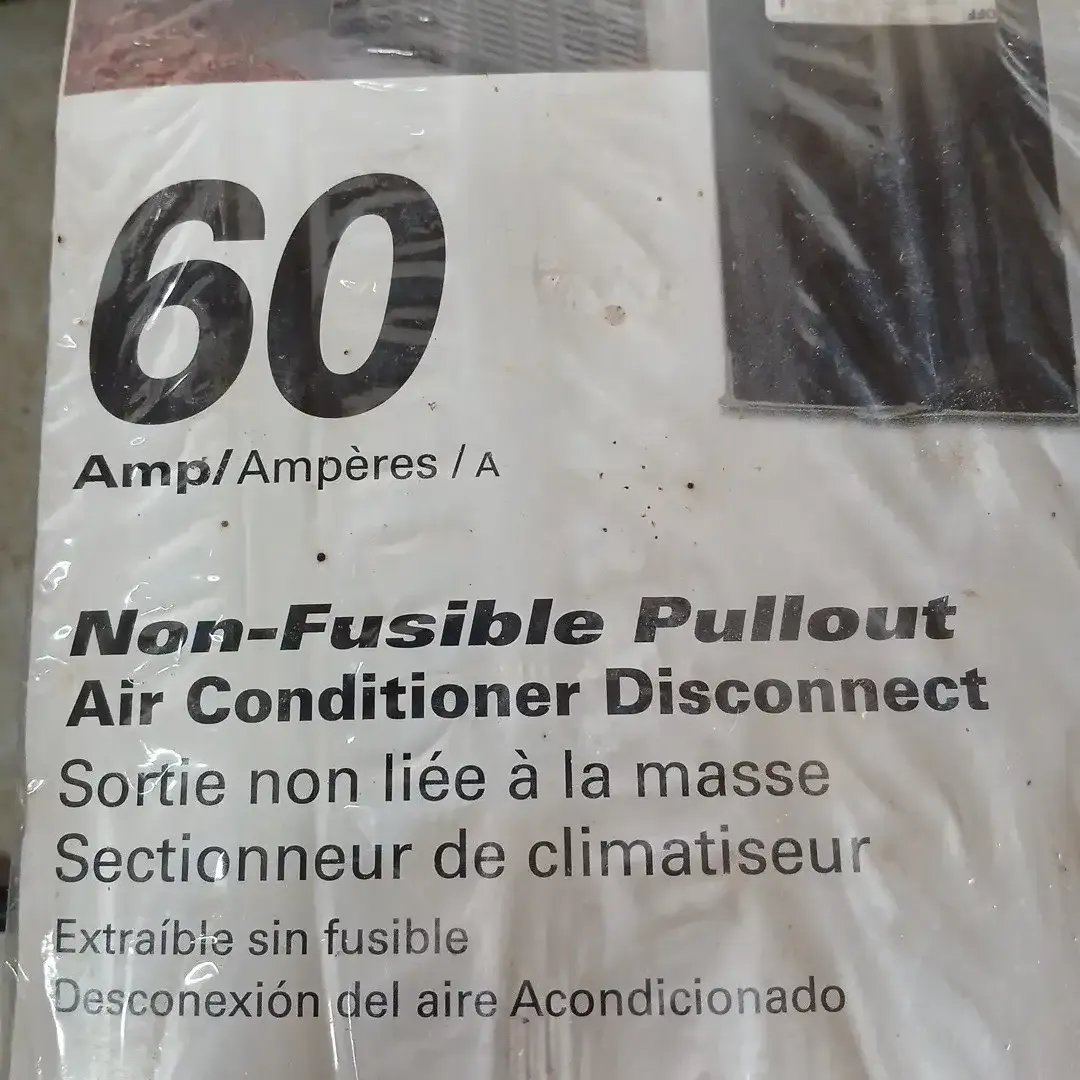 OFF
60
Amp/Ampères / A
Non-Fusible Pullout
Air Conditioner Disconnect
Sortie non liée à la masse
Sectionneur de climatiseur
Extraíble sin fusible
Desconexión del aire Acondicionado